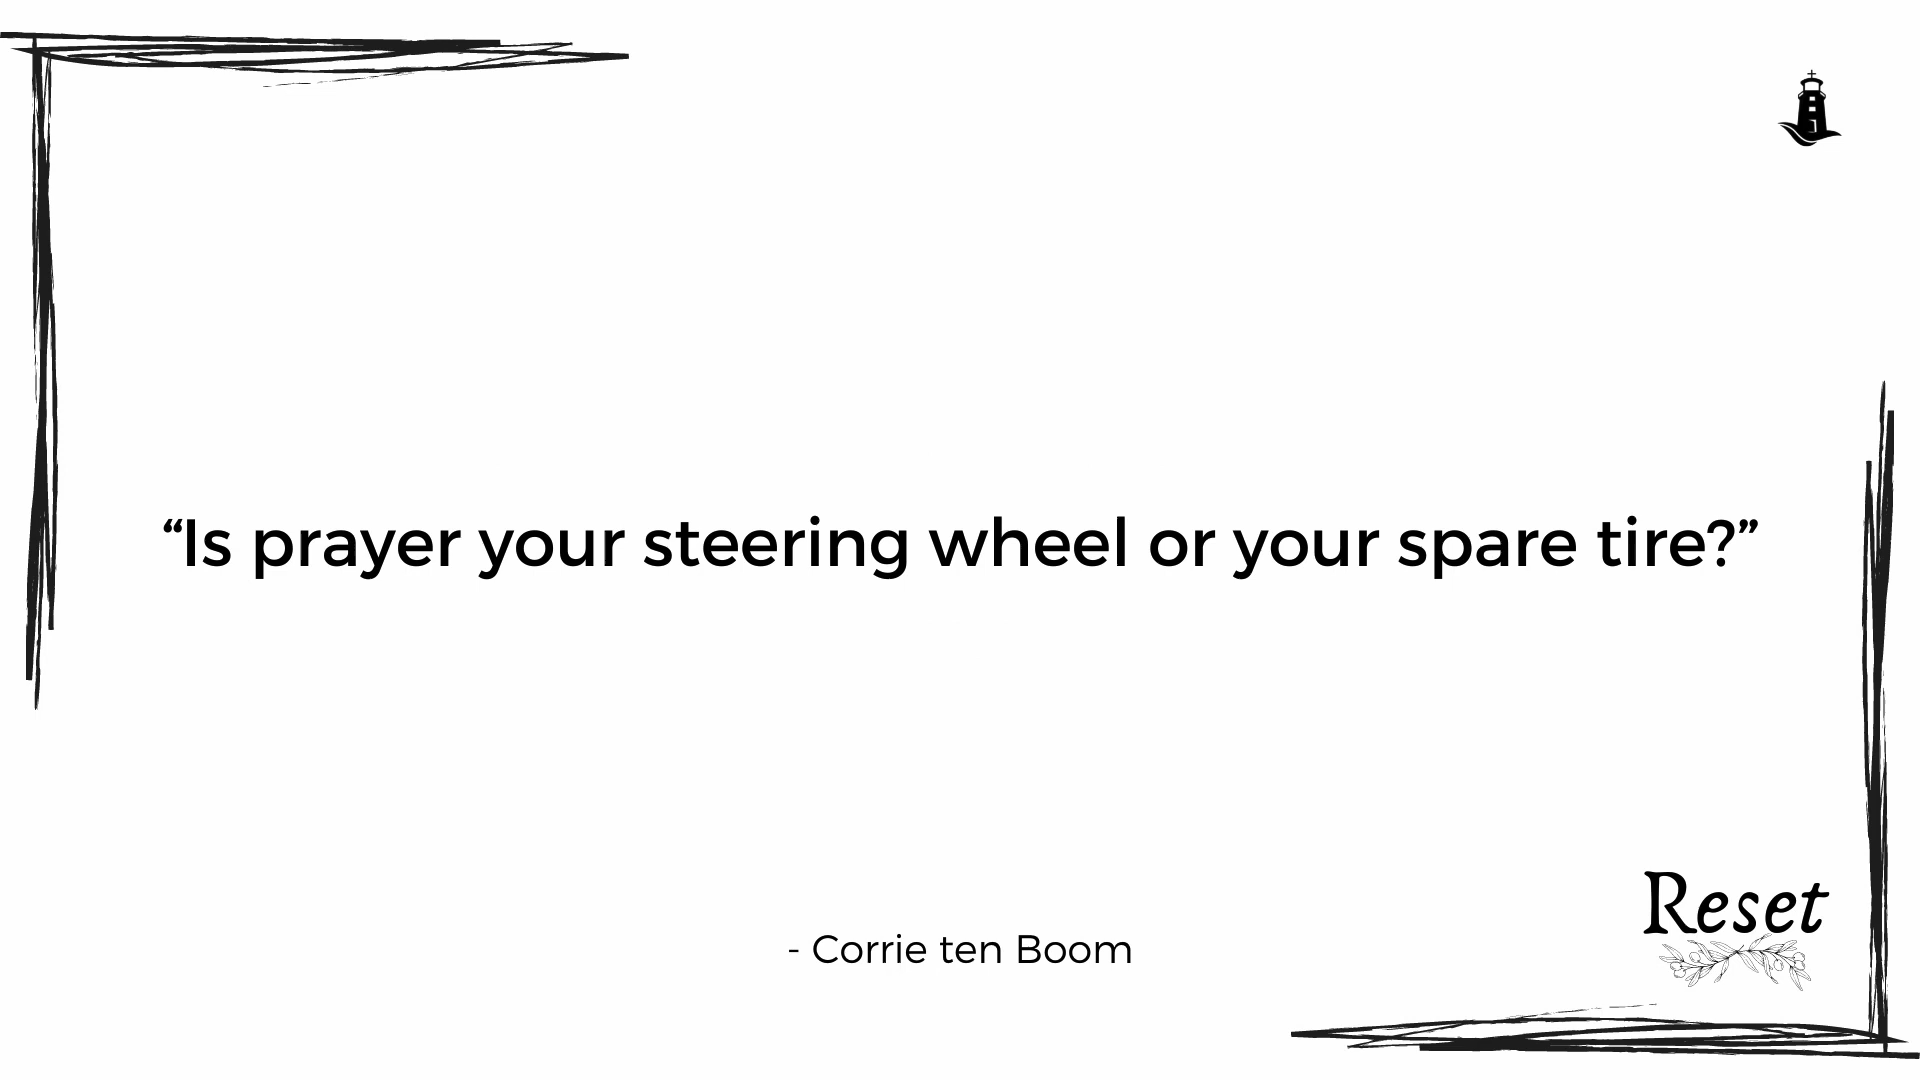 “Is prayer your steering wheel or your spare tire?”
- Corrie ten Boom
Reset